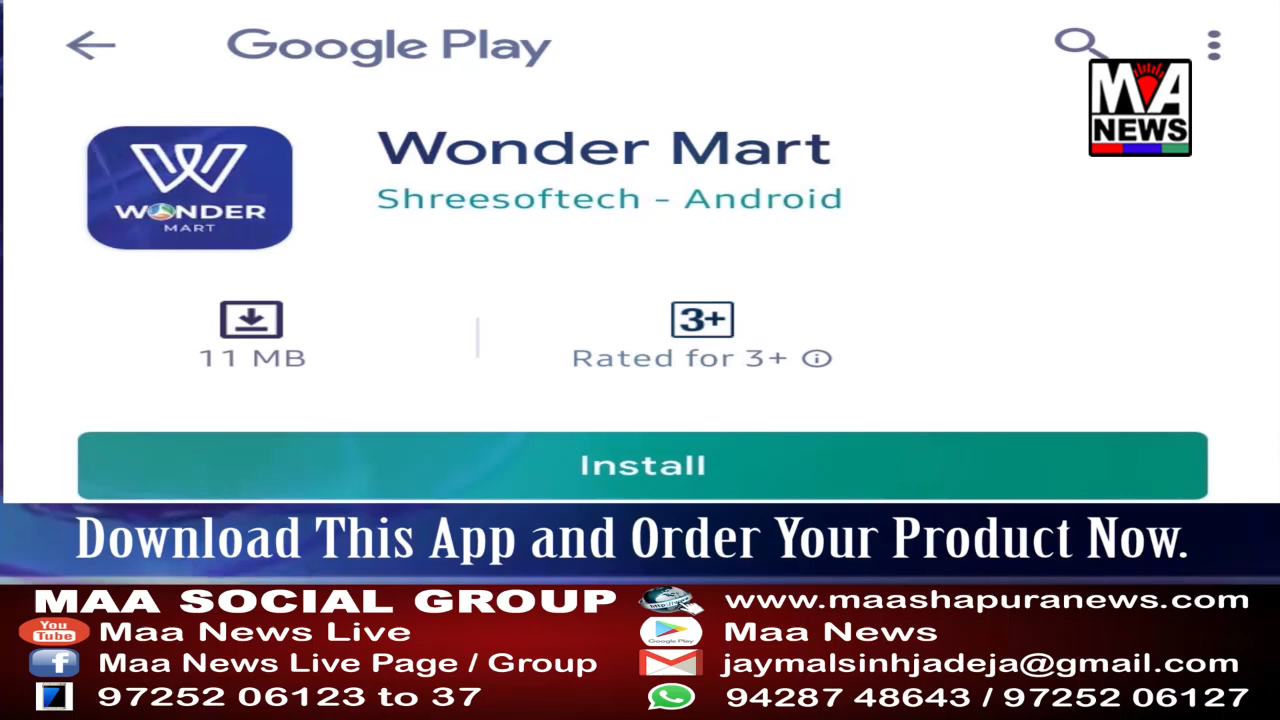 Google Play
MA
NEWS
Wonder Mart
Shreesoftech - Android
W
WONDER
MART
3+
11 MB
Rated for 3+
Install
Download This App and Order Your Product Now.
MAA SOCIAL GROUP
www.maashapuranews.com
You
Tube
Maa News Live
Google Play
Maa News
f
Maa News Live Page / Group
jaymalsinhjadeja@gmail.com
97252 06123 to 37
94287 48643 / 97252 06127